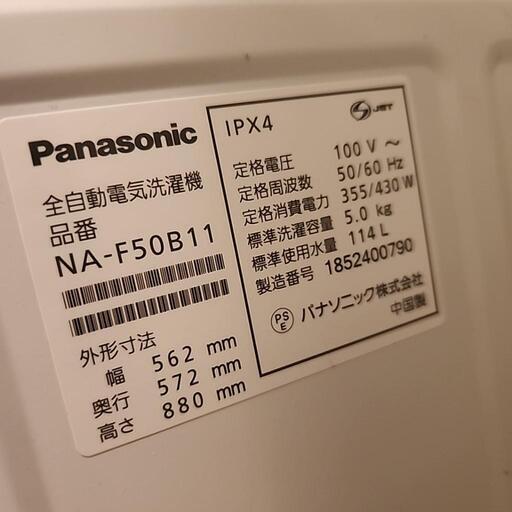 Panasonic
全自動電気洗濯機
品番
NA-F50B11
外形寸法
幅 562 mm
奥行 572 mm
高さ 880 mm
IPX4
JET
定格電圧 100 V ~
定格周波数 50/60 Hz
定格消費電力 355/430 W
標準洗濯容量 5.0 kg
標準使用水量 114 L
製造番号 1852400790
PS
E
パナソニック株式会社
中国製